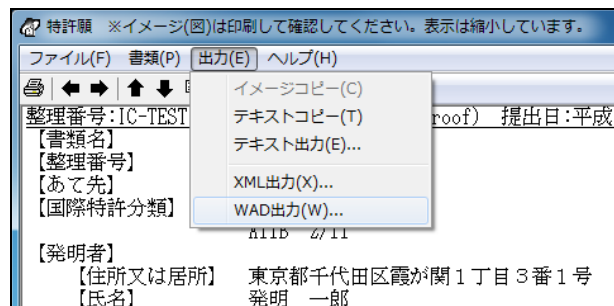 特許願 ※イメージ(図)は印刷して確認してください。表示は縮小しています。
ファイル(F) 書類(P) 出力(E) ヘルプ(H)
イメージコピー(C)
整理番号:IC-TEST テキストコピー(T) roof) 提出日:平成
【書類名】 テキスト出力(E)...
【整理番号】
【あて先】 XML出力(X)...
【国際特許分類】 WAD出力(W)...
【発明者】
【住所又は居所】 東京都千代田区霞が関1丁目3番1号
【氏名】 発明 一郎